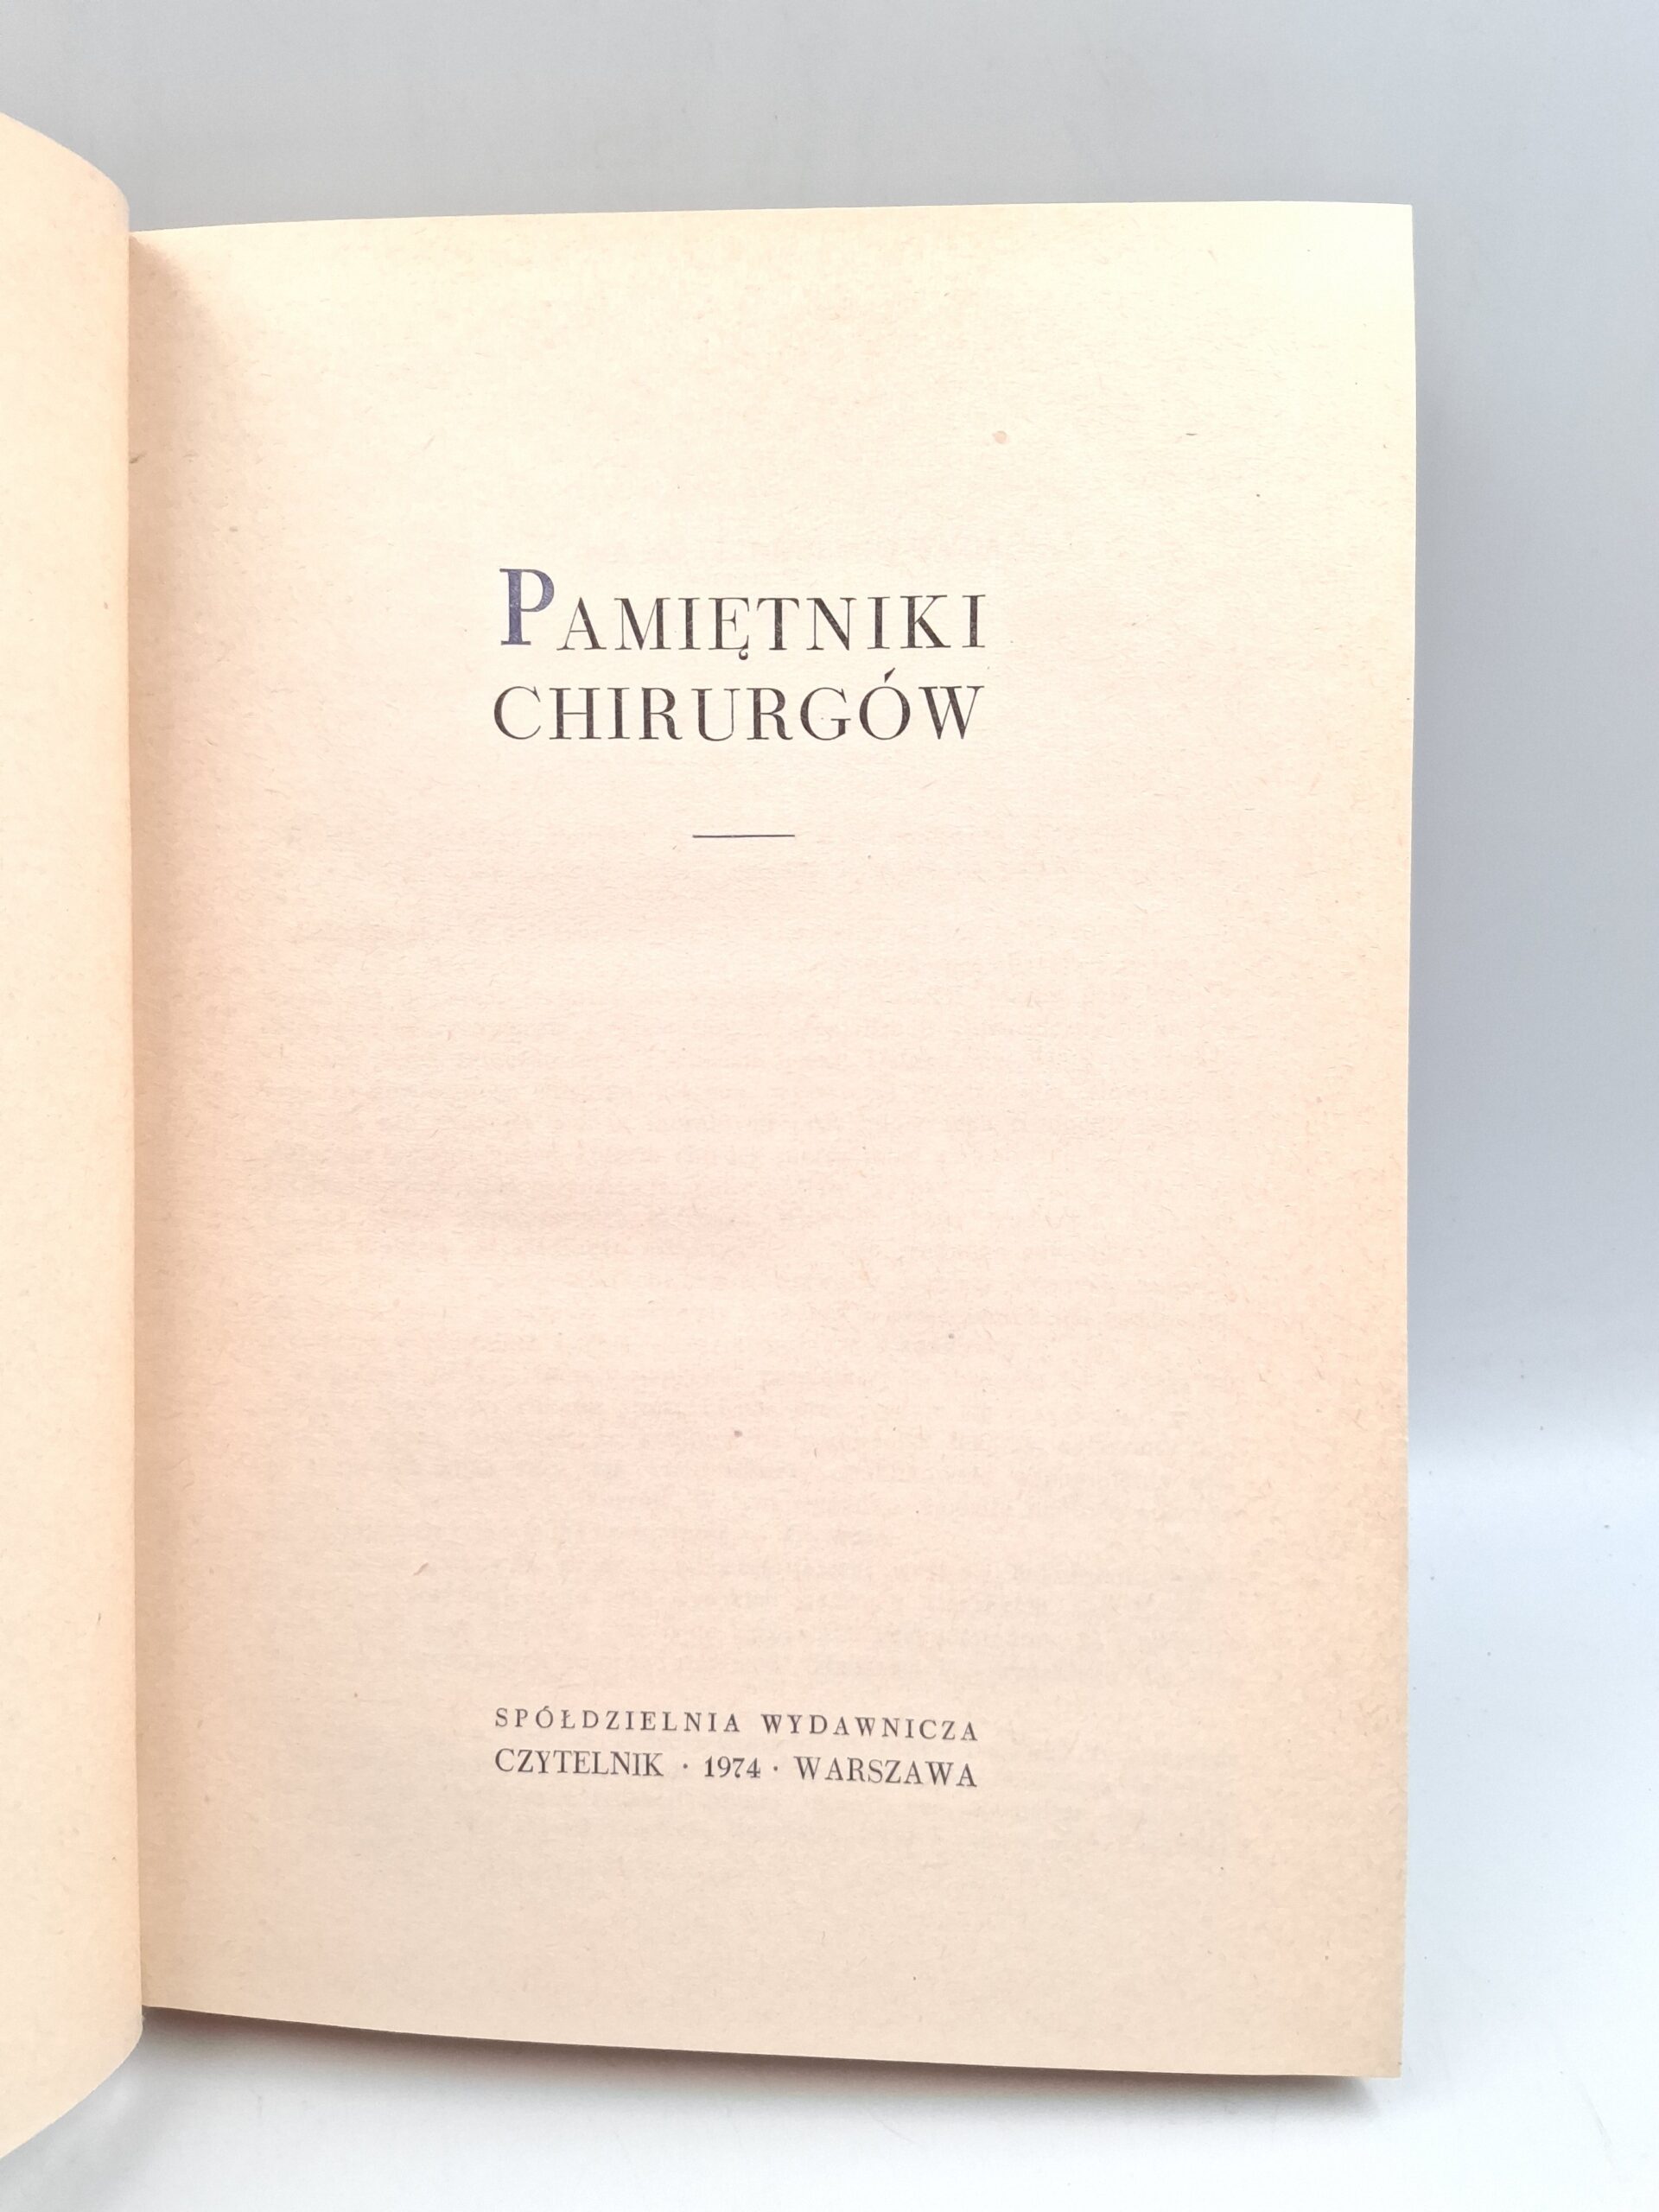 PAMIĘTNIKI
CHIRURGÓW
SPÓŁDZIELNIA WYDAWNICZA
CZYTELNIK · 1974 · WARSZAWA